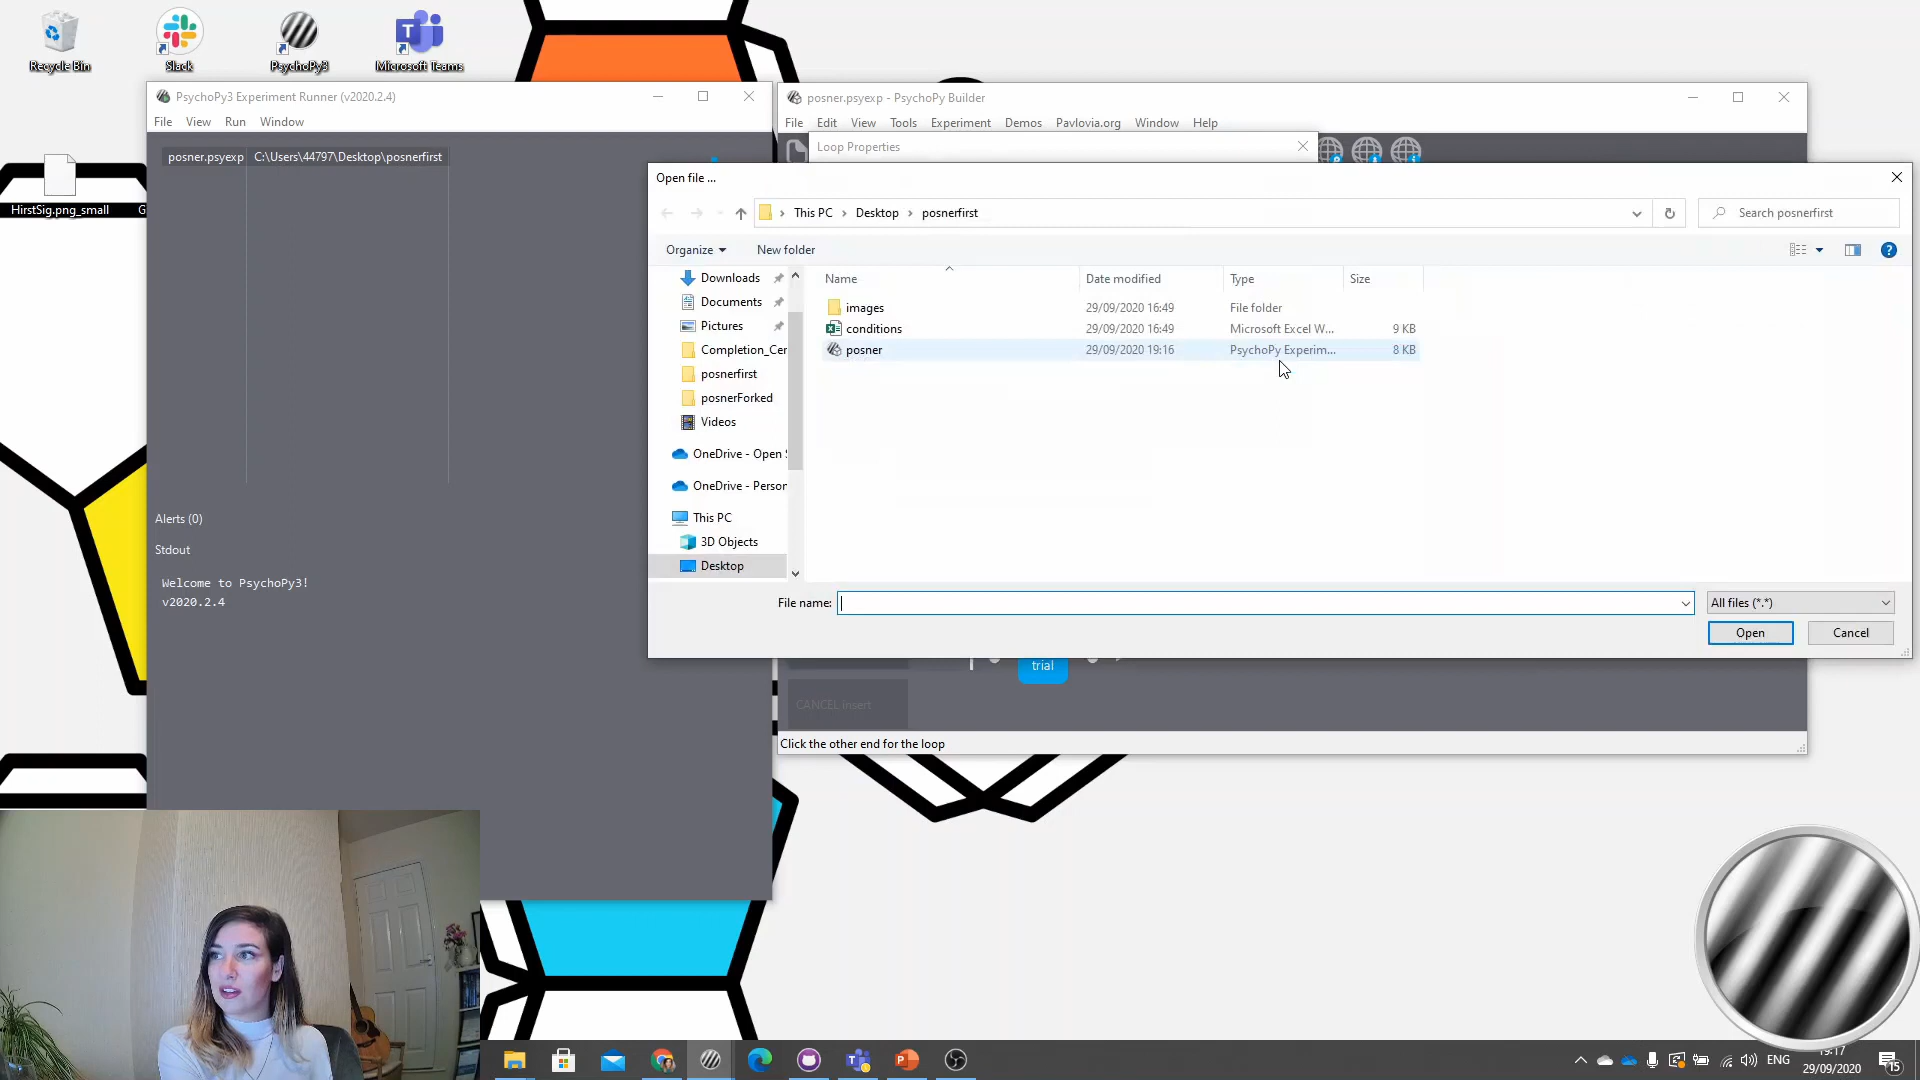 Recycle Bin
Slack
PsychoPy3
Microsoft Teams
HirstSig.png_small
G
PsychoPy3 Experiment Runner (v2020.2.4)
File View Run Window
posner.psyexp C:\Users\44797\Desktop\posnerfirst
Alerts (0)
Stdout
Welcome to PsychoPy3!
v2020.2.4
posner.psyexp - PsychoPy Builder
File Edit View Tools Experiment Demos Pavlovia.org Window Help
Loop Properties
Open file ...
This PC › Desktop › posnerfirst
Search posnerfirst
Organize New folder
Downloads
Documents
Pictures
Completion_Cer
posnerfirst
posnerForked
Videos
OneDrive - Open S
OneDrive - Person
This PC
3D Objects
Desktop
Name Date modified Type Size
images 29/09/2020 16:49 File folder
conditions 29/09/2020 16:49 Microsoft Excel W... 9 KB
posner 29/09/2020 19:16 PsychoPy Experim... 8 KB
File name:
All files (*.*)
Open Cancel
trial
CANCEL insert
Click the other end for the loop
ENG
19:17
29/09/2020
15